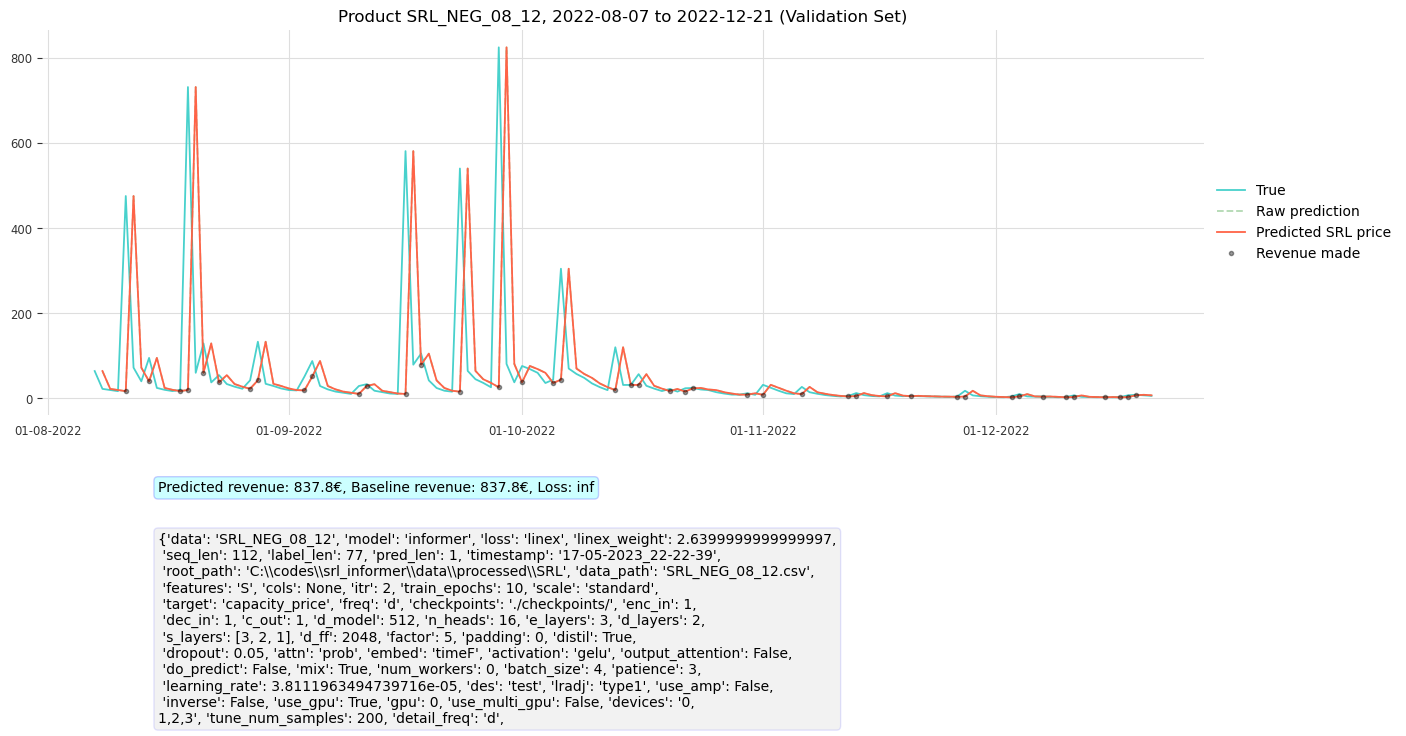 Product SRL_NEG_08_12, 2022-08-07 to 2022-12-21 (Validation Set)
800
600
400
200
0
01-08-2022
01-09-2022
01-10-2022
01-11-2022
01-12-2022
True
Raw prediction
Predicted SRL price
Revenue made
Predicted revenue: 837.8€, Baseline revenue: 837.8€, Loss: inf
{'data': 'SRL_NEG_08_12', 'model': 'informer', 'loss': 'linex', 'linex_weight': 2.6399999999999997,
'seq_len': 112, 'label_len': 77, 'pred_len': 1, 'timestamp': '17-05-2023_22-22-39',
'root_path': 'C:\\codes\\srl_informer\\data\\processed\\SRL', 'data_path': 'SRL_NEG_08_12.csv',
'features': 'S', 'cols': None, 'itr': 2, 'train_epochs': 10, 'scale': 'standard',
'target': 'capacity_price', 'freq': 'd', 'checkpoints': './checkpoints/', 'enc_in': 1,
'dec_in': 1, 'c_out': 1, 'd_model': 512, 'n_heads': 16, 'e_layers': 3, 'd_layers': 2,
's_layers': [3, 2, 1], 'd_ff': 2048, 'factor': 5, 'padding': 0, 'distil': True,
'dropout': 0.05, 'attn': 'prob', 'embed': 'timeF', 'activation': 'gelu', 'output_attention': False,
'do_predict': False, 'mix': True, 'num_workers': 0, 'batch_size': 4, 'patience': 3,
'learning_rate': 3.8111963494739716e-05, 'des': 'test', 'lradj': 'type1', 'use_amp': False,
'inverse': False, 'use_gpu': True, 'gpu': 0, 'use_multi_gpu': False, 'devices': '0,
1,2,3', 'tune_num_samples': 200, 'detail_freq': 'd',